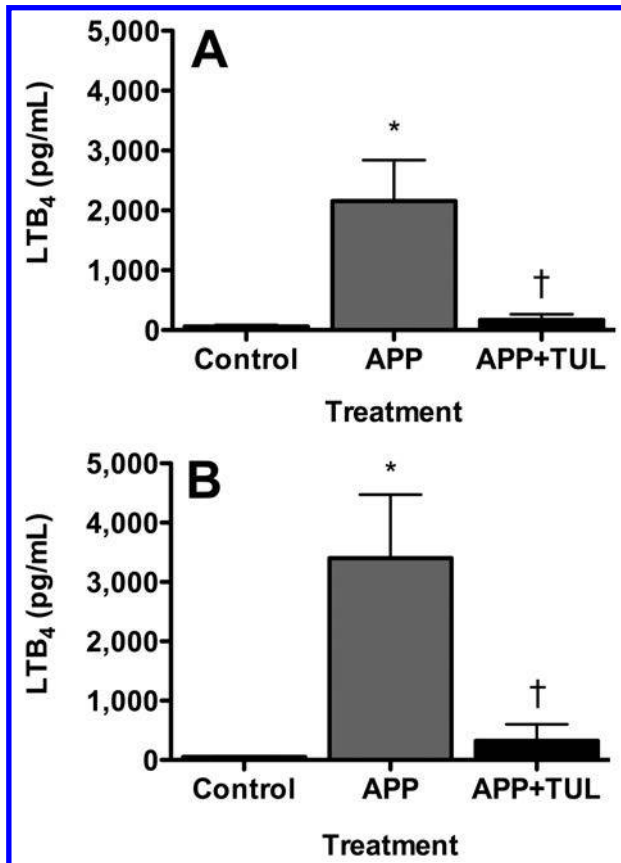 A
5,000
4,000
3,000
2,000
1,000
0
LTB₄ (pg/mL)
*
†
Control APP APP+TUL
Treatment
B
5,000
4,000
3,000
2,000
1,000
0
LTB₄ (pg/mL)
*
†
Control APP APP+TUL
Treatment